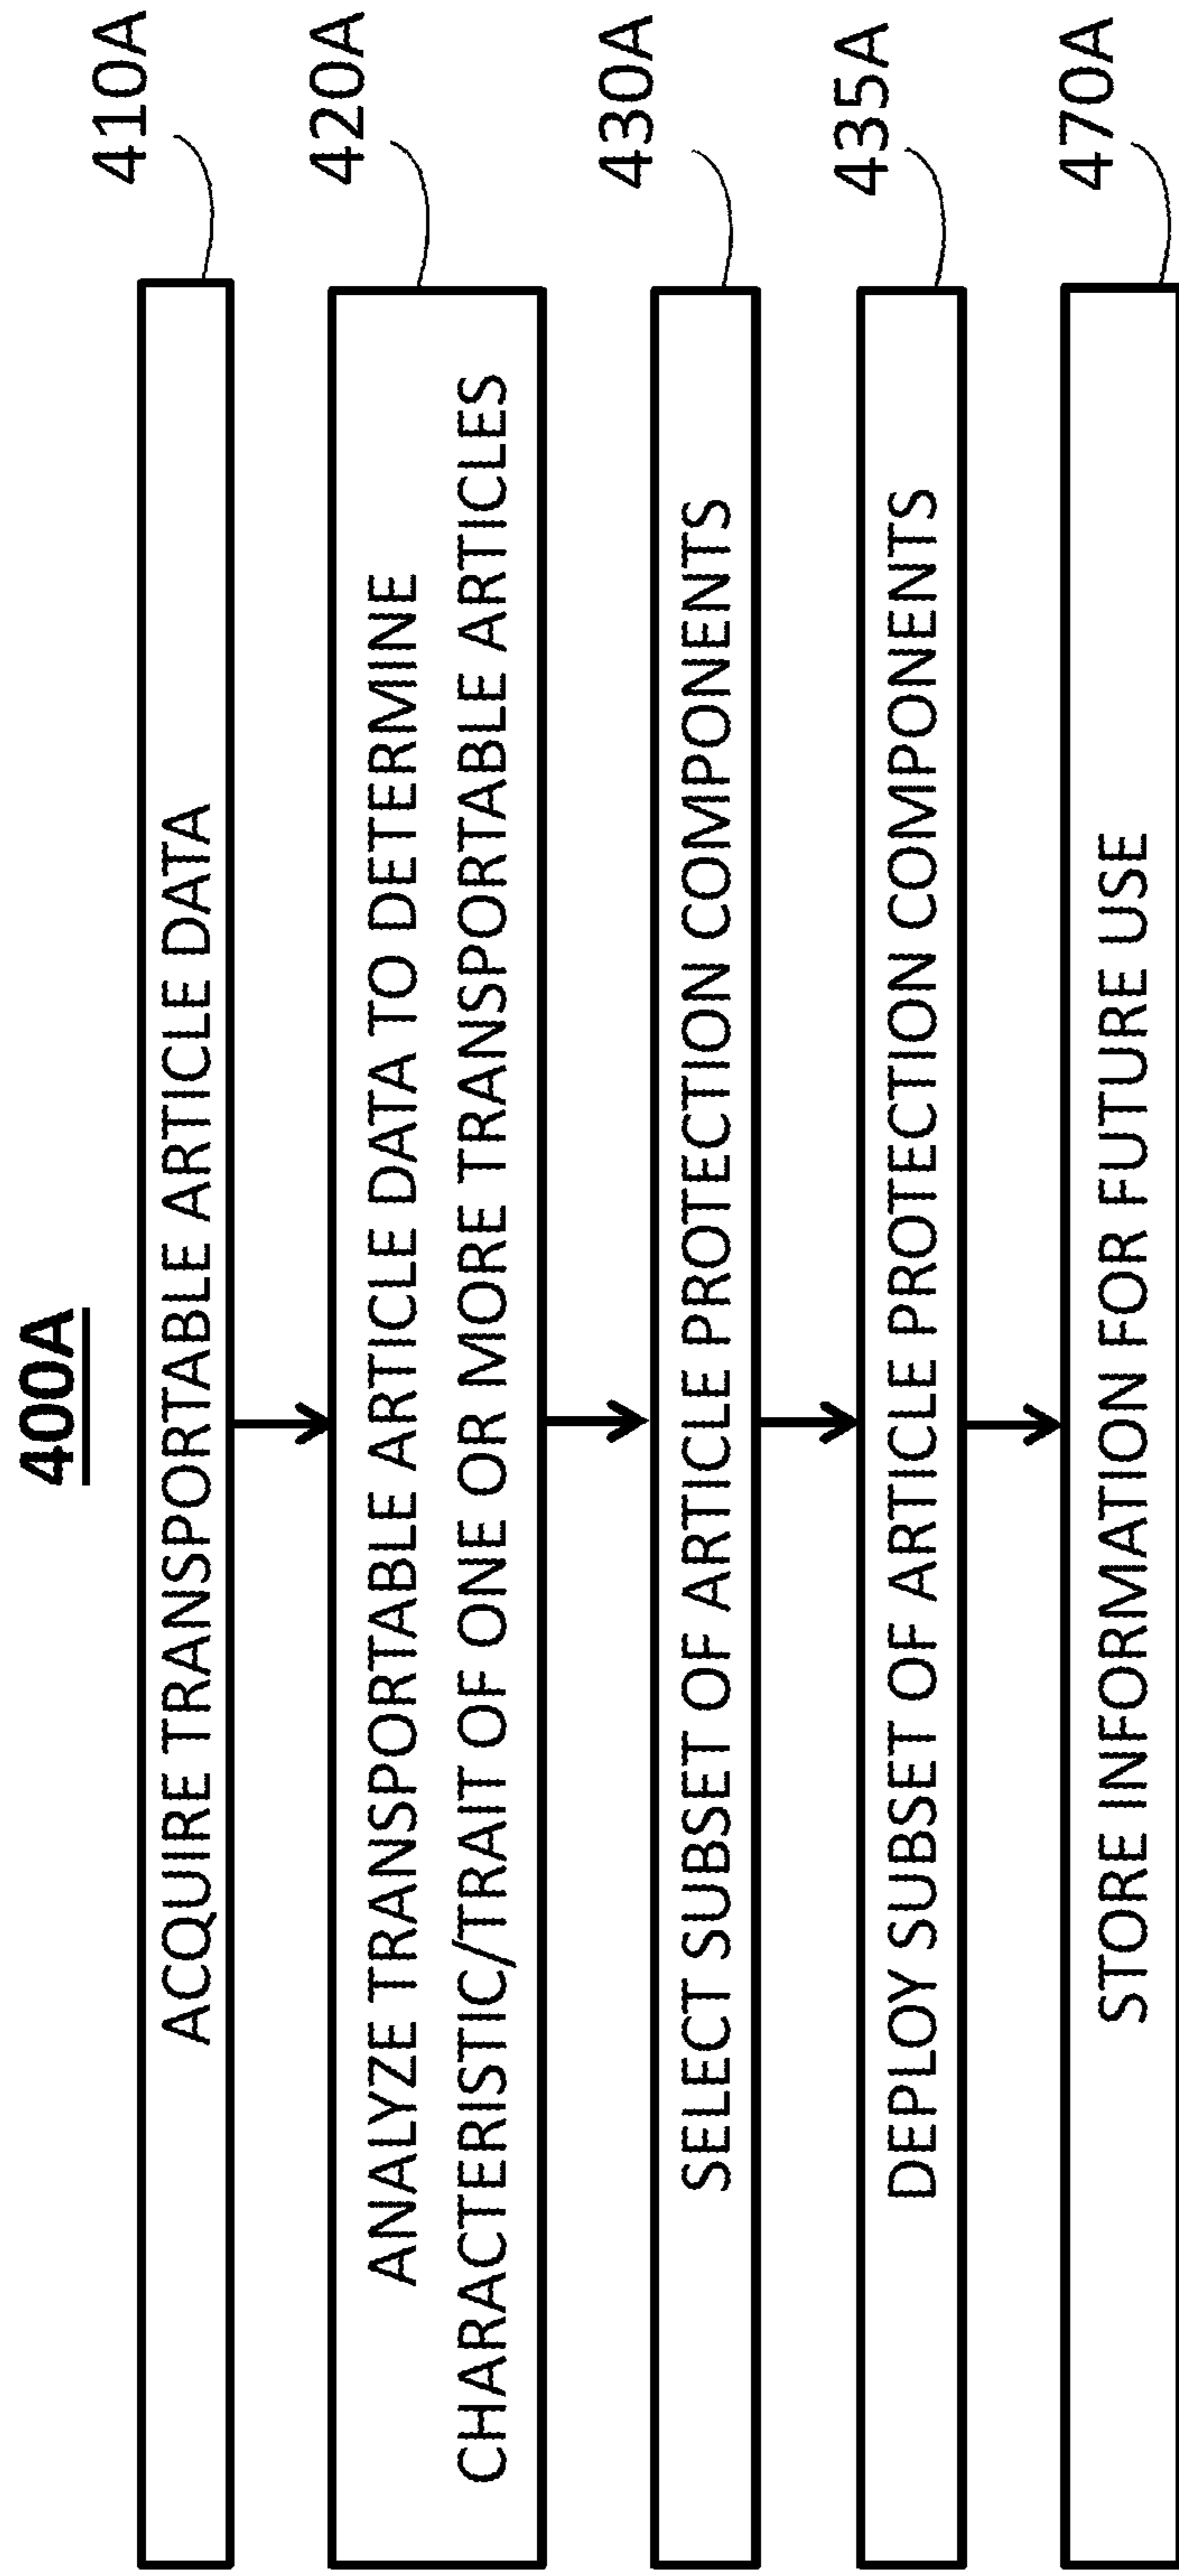 400A
ACQUIRE TRANSPORTABLE ARTICLE DATA
410A
ANALYZE TRANSPORTABLE ARTICLE DATA TO DETERMINE
CHARACTERISTIC/TRAIT OF ONE OR MORE TRANSPORTABLE ARTICLES
420A
SELECT SUBSET OF ARTICLE PROTECTION COMPONENTS
430A
DEPLOY SUBSET OF ARTICLE PROTECTION COMPONENTS
435A
STORE INFORMATION FOR FUTURE USE
470A